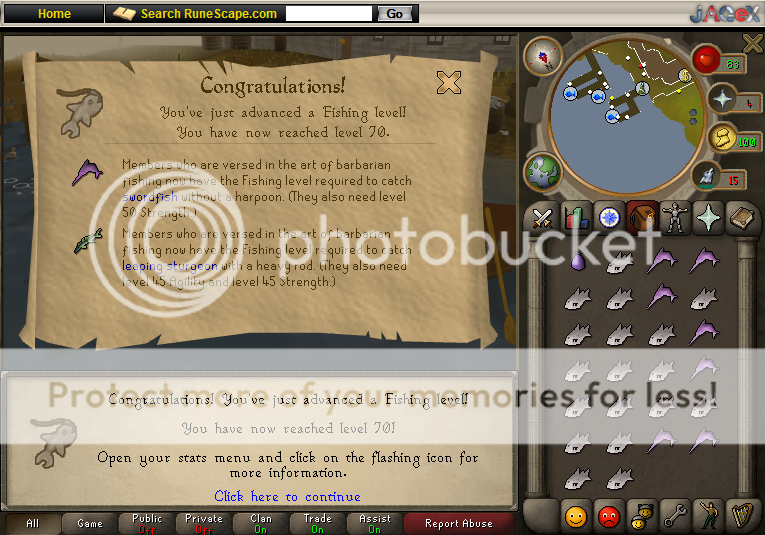 Home
Search RuneScape.com
Go
JAGeX
Congratulations!
You've just advanced a Fishing level!
You have now reached level 70.
Members who are versed in the art of barbarian
fishing now have the Fishing level required to catch
swordfish without a harpoon. (They also need level
50 Strength.)
Members who are versed in the art of barbarian
fishing now have the Fishing level required to catch
leaping sturgeon with a heavy rod. (They also need
level 45 Agility and level 45 Strength.)
N
83
4
100
15
photobucket
Protect more of your memories for less!
Congratulations! You've just advanced a Fishing level!
You have now reached level 70!
Open your stats menu and click on the flashing icon for
more information.
Click here to continue
All
Game
Public
Off
Private
Off
Clan
On
Trade
On
Assist
On
Report Abuse